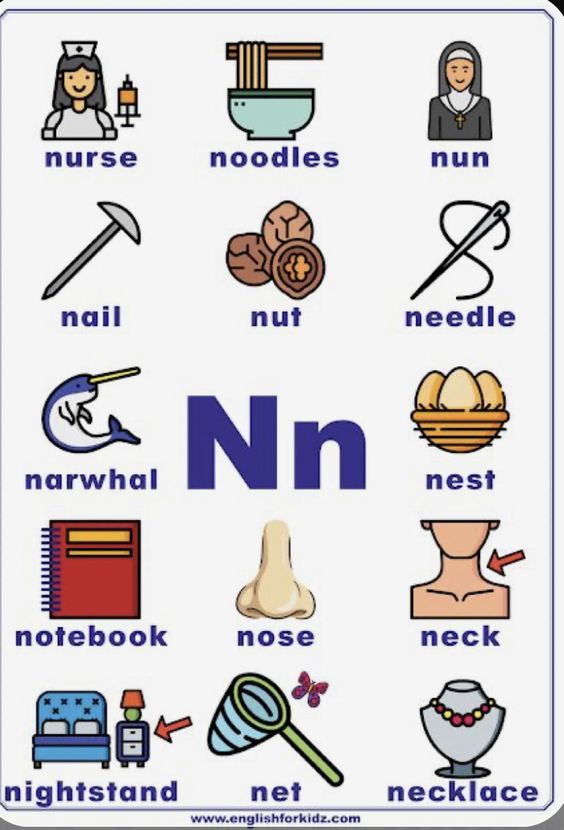 nurse noodles nun
nail nut needle
narwhal Nn nest
notebook nose neck
nightstand net necklace
www.englishforkidz.com